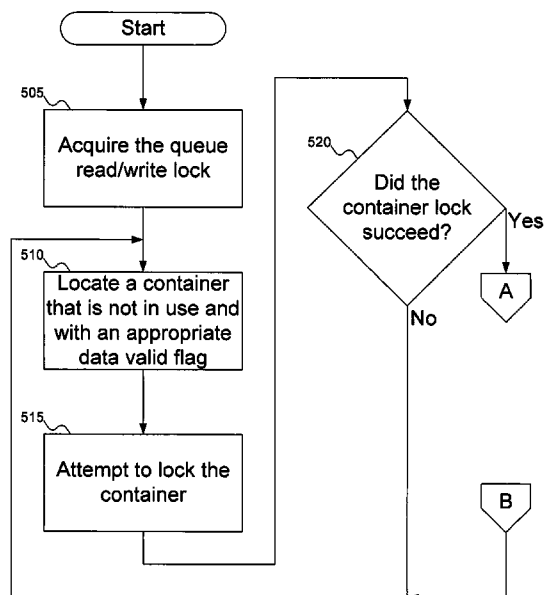 Start
505
Acquire the queue
read/write lock
510
Locate a container
that is not in use and
with an appropriate
data valid flag
515
Attempt to lock the
container
520
Did the
container lock
succeed?
Yes
A
No
B